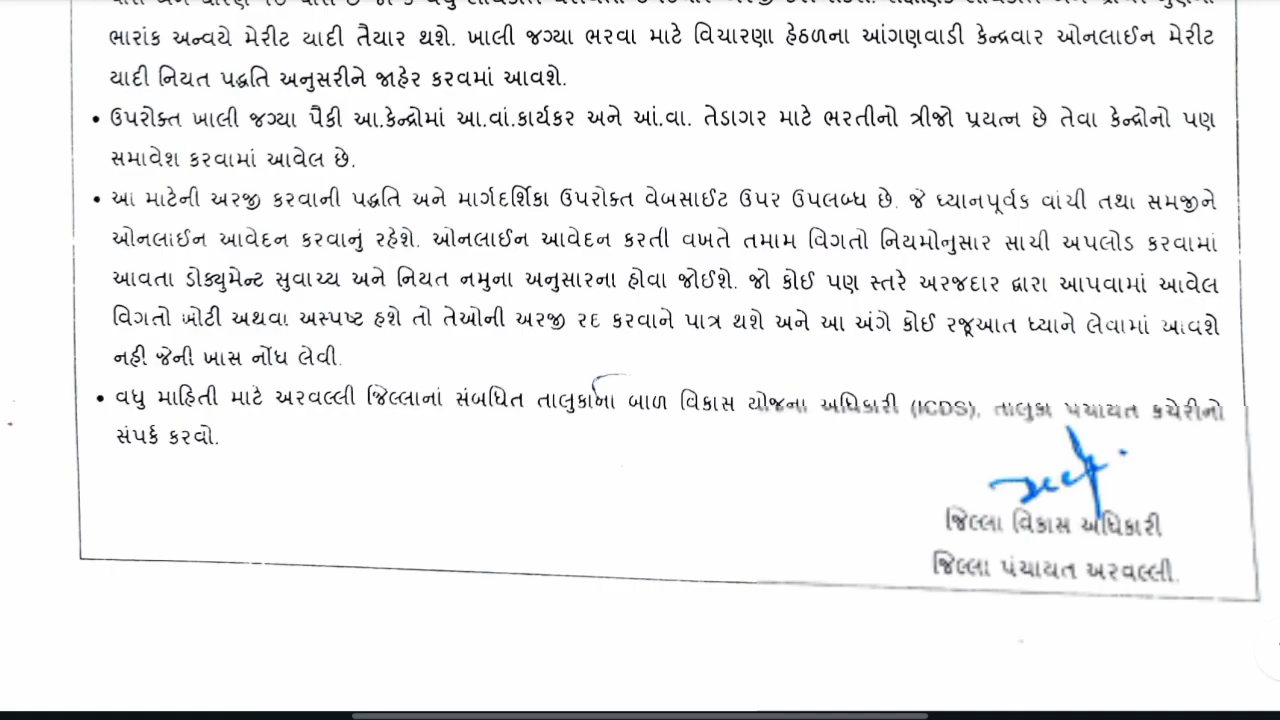 ભારાંક અન્વયે મેરીટ યાદી તૈયાર થશે. ખાલી જગ્યા ભરવા માટે વિચારણા હેઠળના આંગણવાડી કેન્દ્રવાર ઓનલાઈન મેરીટ
યાદી નિયત પદ્ધતિ અનુસરીને જાહેર કરવમાં આવશે.
• ઉપરોક્ત ખાલી જગ્યા પૈકી આ.કેન્દ્રોમાં આ.વાં.કાર્યકર અને આં.વા. તેડાગર માટે ભરતીનો ત્રીજો પ્રયત્ન છે તેવા કેન્દ્રોનો પણ
સમાવેશ કરવામાં આવેલ છે.
• આ માટેની અરજી કરવાની પદ્ધતિ અને માર્ગદર્શિકા ઉપરોક્ત વેબસાઈટ ઉપર ઉપલબ્ધ છે. જે ધ્યાનપૂર્વક વાંચી તથા સમજીને
ઓનલાઈન આવેદન કરવાનું રહેશે. ઓનલાઈન આવેદન કરતી વખતે તમામ વિગતો નિયમોનુસાર સાચી અપલોડ કરવામાં
આવતા ડોક્યુમેન્ટ સુવાચ્ય અને નિયત નમુના અનુસારના હોવા જોઈશે. જો કોઈ પણ સ્તરે અરજદાર દ્વારા આપવામાં આવેલ
વિગતો ખોટી અથવા અસ્પષ્ટ હશે તો તેઓની અરજી રદ કરવાને પાત્ર થશે અને આ અંગે કોઈ રજૂઆત ધ્યાને લેવામાં આવશે
નહી જેની ખાસ નોંધ લેવી.
• વધુ માહિતી માટે અરવલ્લી જિલ્લાનાં સંબધિત તાલુકાના બાળ વિકાસ યોજના અધિકારી (ICDS), તાલુકા પંચાયત કચેરીનો
સંપર્ક કરવો.
જિલ્લા વિકાસ અધિકારી
જિલ્લા પંચાયત અરવલ્લી.